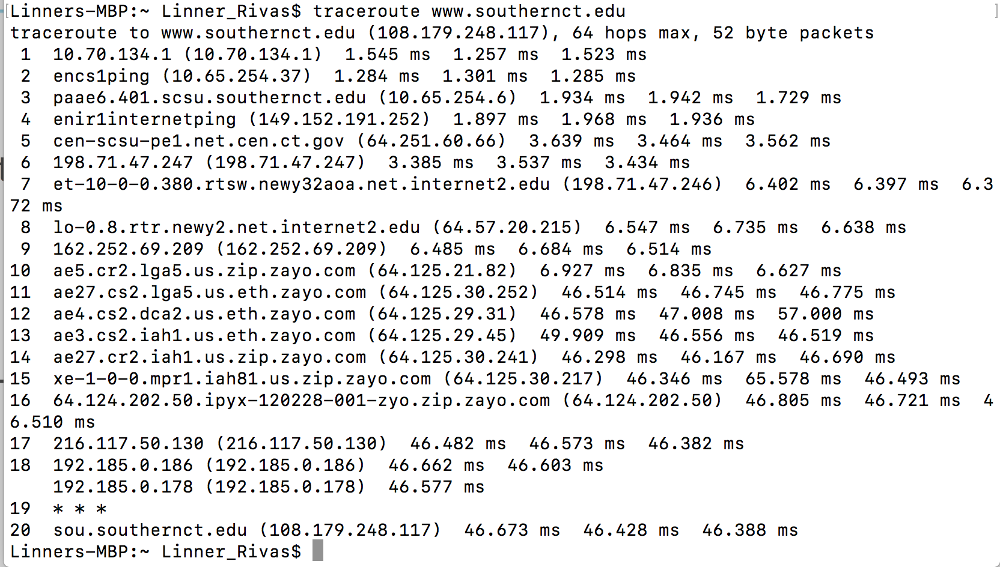 [Linners-MBP:~ Linner_Rivas$ traceroute www.southernct.edu ]
traceroute to www.southernct.edu (108.179.248.117), 64 hops max, 52 byte packets
 1  10.70.134.1 (10.70.134.1)  1.545 ms  1.257 ms  1.523 ms
 2  encs1ping (10.65.254.37)  1.284 ms  1.301 ms  1.285 ms
 3  paae6.401.scsu.southernct.edu (10.65.254.6)  1.934 ms  1.942 ms  1.729 ms
 4  enir1internetping (149.152.191.252)  1.897 ms  1.968 ms  1.936 ms
 5  cen-scsu-pe1.net.cen.ct.gov (64.251.60.66)  3.639 ms  3.464 ms  3.562 ms
 6  198.71.47.247 (198.71.47.247)  3.385 ms  3.537 ms  3.434 ms
 7  et-10-0-0.380.rtsw.newy32aoa.net.internet2.edu (198.71.47.246)  6.402 ms  6.397 ms  6.3
72 ms
 8  lo-0.8.rtr.newy2.net.internet2.edu (64.57.20.215)  6.547 ms  6.735 ms  6.638 ms
 9  162.252.69.209 (162.252.69.209)  6.485 ms  6.684 ms  6.514 ms
10  ae5.cr2.lga5.us.zip.zayo.com (64.125.21.82)  6.927 ms  6.835 ms  6.627 ms
11  ae27.cs2.lga5.us.eth.zayo.com (64.125.30.252)  46.514 ms  46.745 ms  46.775 ms
12  ae4.cs2.dca2.us.eth.zayo.com (64.125.29.31)  46.578 ms  47.008 ms  57.000 ms
13  ae3.cs2.iah1.us.eth.zayo.com (64.125.29.45)  49.909 ms  46.556 ms  46.519 ms
14  ae27.cr2.iah1.us.zip.zayo.com (64.125.30.241)  46.298 ms  46.167 ms  46.690 ms
15  xe-1-0-0.mpr1.iah81.us.zip.zayo.com (64.125.30.217)  46.346 ms  65.578 ms  46.493 ms
16  64.124.202.50.ipyx-120228-001-zyo.zip.zayo.com (64.124.202.50)  46.805 ms  46.721 ms  4
6.510 ms
17  216.117.50.130 (216.117.50.130)  46.482 ms  46.573 ms  46.382 ms
18  192.185.0.186 (192.185.0.186)  46.662 ms  46.603 ms
    192.185.0.178 (192.185.0.178)  46.577 ms
19  * * *
20  sou.southernct.edu (108.179.248.117)  46.673 ms  46.428 ms  46.388 ms
Linners-MBP:~ Linner_Rivas$